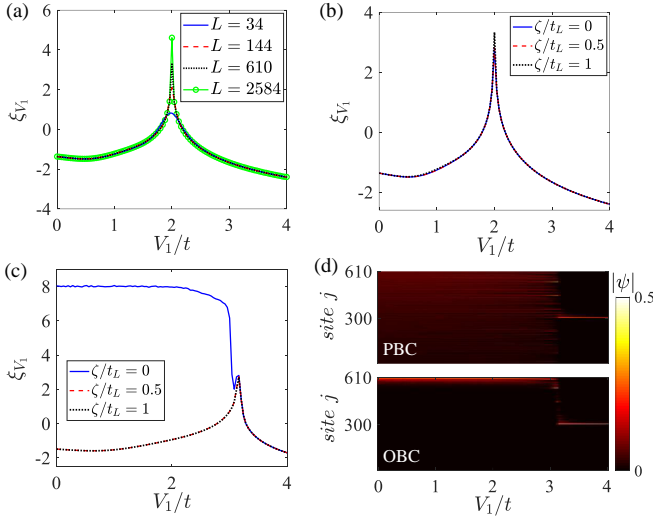 (a)
L = 34
L = 144
L = 610
L = 2584
ξ_{V_1}
6
4
2
0
-2
-4
0 1 2 3 4
V_1/t
(b)
ζ/t_L = 0
ζ/t_L = 0.5
ζ/t_L = 1
ξ_{V_1}
4
2
0
-2
0 1 2 3 4
V_1/t
(c)
ζ/t_L = 0
ζ/t_L = 0.5
ζ/t_L = 1
ξ_{V_1}
8
6
4
2
0
-2
0 1 2 3 4
V_1/t
(d)
610
300
site j
PBC
610
300
site j
OBC
0 1 2 3 4
V_1/t
|ψ|
0.5
0